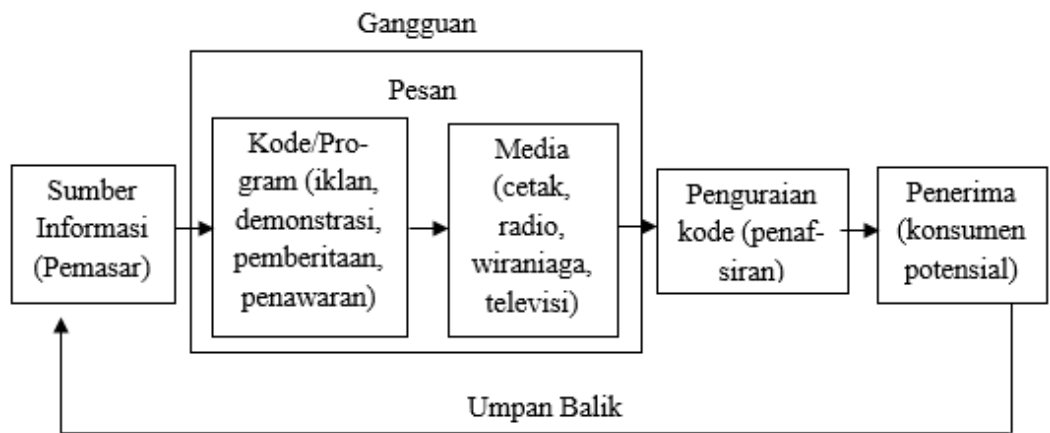 Gangguan
Pesan
Sumber
Informasi
(Pemasar)
Kode/Pro-
gram (iklan,
demonstrasi,
pemberitaan,
penawaran)
Media
(cetak,
radio,
wiraniaga,
televisi)
Penguraian
kode (penaf-
siran)
Penerima
(konsumen
potensial)
Umpan Balik